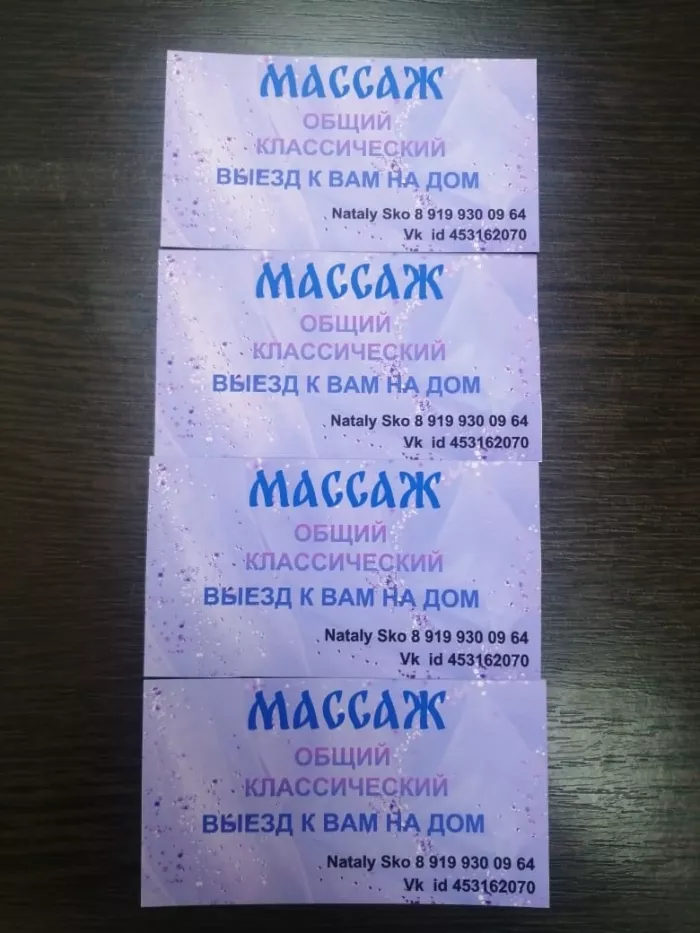 МАССАЖ
ОБЩИЙ
КЛАССИЧЕСКИЙ
ВЫЕЗД К ВАМ НА ДОМ
Nataly Sko 8 919 930 09 64
Vk id 453162070
МАССАЖ
ОБЩИЙ
КЛАССИЧЕСКИЙ
ВЫЕЗД К ВАМ НА ДОМ
Nataly Sko 8 919 930 09 64
Vk id 453162070
МАССАЖ
ОБЩИЙ
КЛАССИЧЕСКИЙ
ВЫЕЗД К ВАМ НА ДОМ
Nataly Sko 8 919 930 09 64
Vk id 453162070
МАССАЖ
ОБЩИЙ
КЛАССИЧЕСКИЙ
ВЫЕЗД К ВАМ НА ДОМ
Nataly Sko 8 919 930 09 64
Vk id 453162070